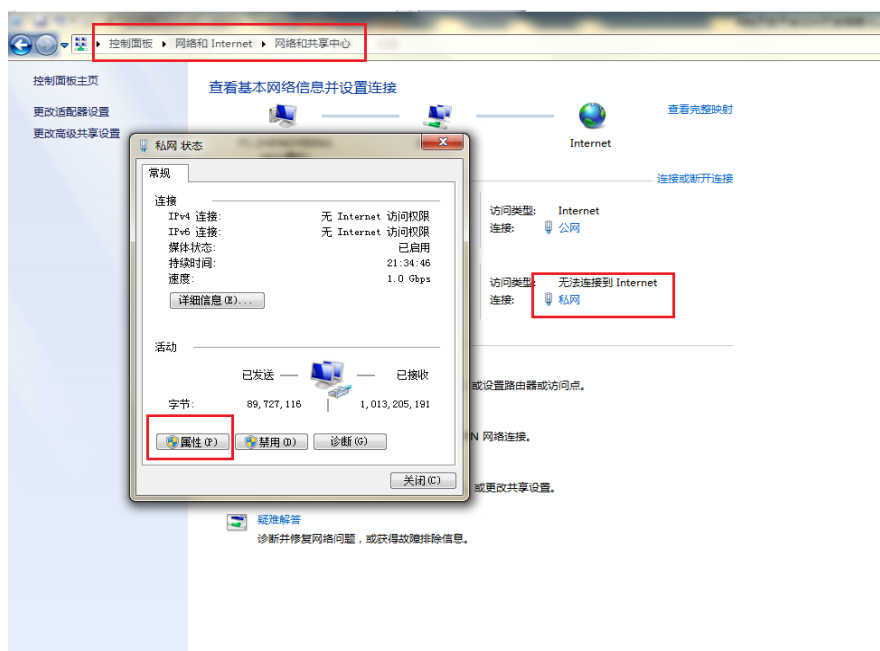 控制面板 ▸ 网络和 Internet ▸ 网络和共享中心
控制面板主页
更改适配器设置
更改高级共享设置
查看基本网络信息并设置连接
查看完整映射
Internet
连接或断开连接
访问类型: Internet
连接: 公网
访问类型: 无法连接到 Internet
连接: 私网
或设置路由器或访问点。
N 网络连接。
或更改共享设置。
疑难解答
诊断并修复网络问题，或获得故障排除信息。
私网 状态
常规
连接
IPv4 连接: 无 Internet 访问权限
IPv6 连接: 无 Internet 访问权限
媒体状态: 已启用
持续时间: 21:34:46
速度: 1.0 Gbps
详细信息(E)...
活动
已发送 — — 已接收
字节: 89,727,116 | 1,013,205,191
属性(P) 禁用(D) 诊断(G)
关闭(C)